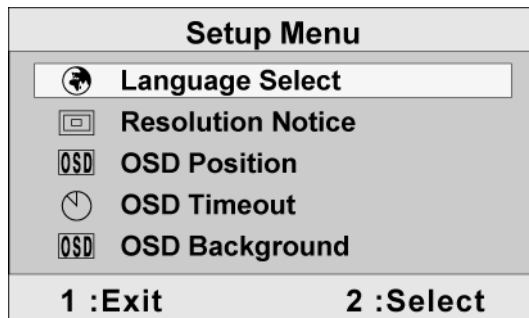 Setup Menu
Language Select
Resolution Notice
OSD OSD Position
OSD Timeout
OSD OSD Background
1 :Exit 2 :Select